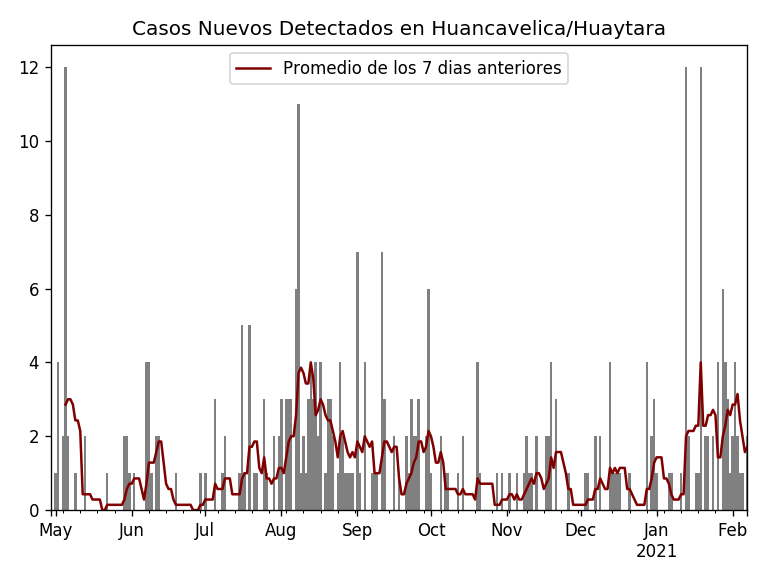 Casos Nuevos Detectados en Huancavelica/Huaytara
Promedio de los 7 dias anteriores
12
10
8
6
4
2
0
May Jun Jul Aug Sep Oct Nov Dec Jan Feb
2021